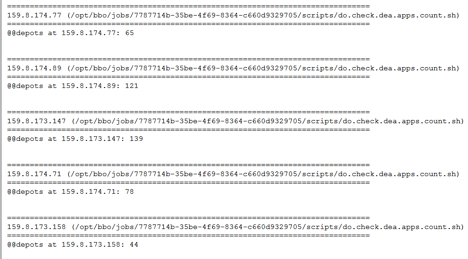 ==============================================================================
159.8.174.77 (/opt/bbo/jobs/7787714b-35be-4f69-8364-c660d9329705/scripts/do.check.dea.apps.count.sh)
==============================================================================
@@depots at 159.8.174.77: 65
==============================================================================
159.8.174.89 (/opt/bbo/jobs/7787714b-35be-4f69-8364-c660d9329705/scripts/do.check.dea.apps.count.sh)
==============================================================================
@@depots at 159.8.174.89: 121
==============================================================================
159.8.173.147 (/opt/bbo/jobs/7787714b-35be-4f69-8364-c660d9329705/scripts/do.check.dea.apps.count.sh)
==============================================================================
@@depots at 159.8.173.147: 139
==============================================================================
159.8.174.71 (/opt/bbo/jobs/7787714b-35be-4f69-8364-c660d9329705/scripts/do.check.dea.apps.count.sh)
==============================================================================
@@depots at 159.8.174.71: 78
==============================================================================
159.8.173.158 (/opt/bbo/jobs/7787714b-35be-4f69-8364-c660d9329705/scripts/do.check.dea.apps.count.sh)
==============================================================================
@@depots at 159.8.173.158: 44